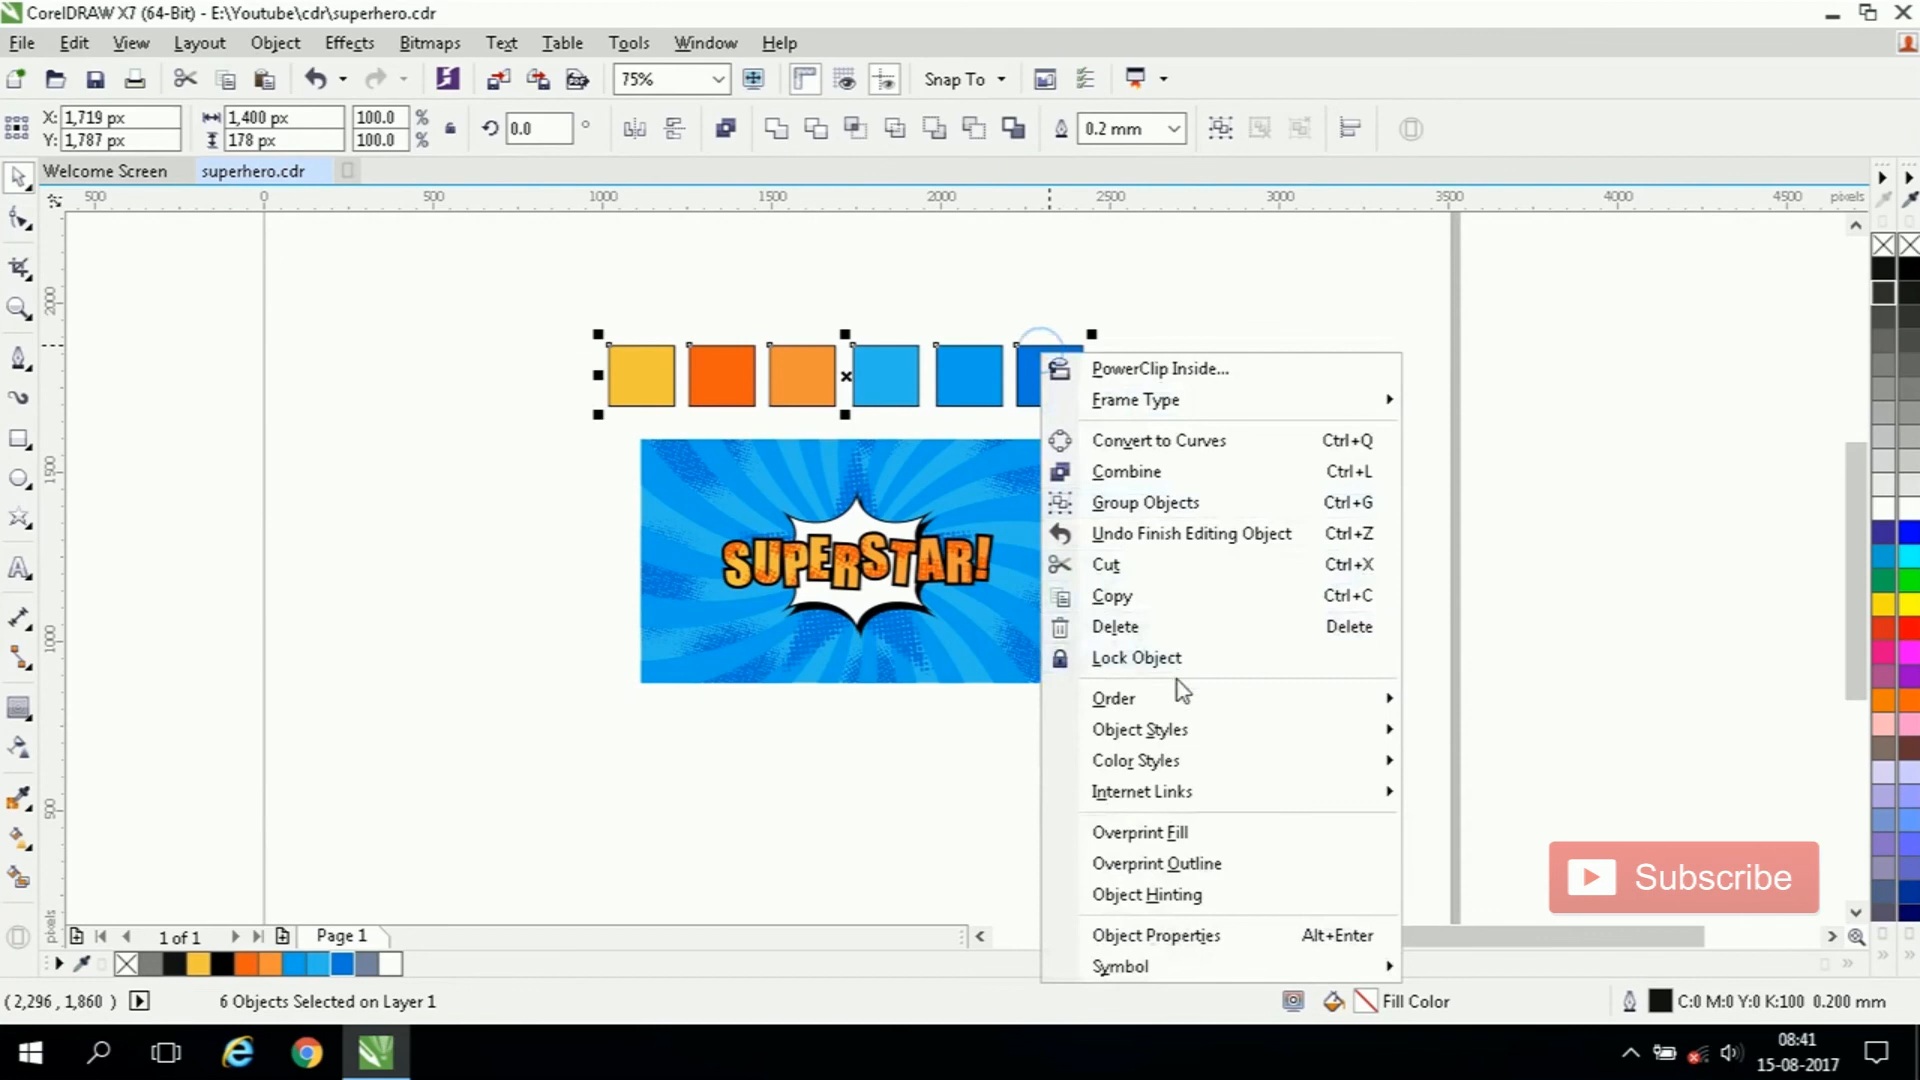 CorelDRAW X7 (64-Bit) - E:\Youtube\cdr\superhero.cdr
File Edit View Layout Object Effects Bitmaps Text Table Tools Window Help
75% Snap To
X: 1,719 px 1,400 px 100.0 % 0.0 ° 0.2 mm
Y: 1,787 px 178 px 100.0 %
Welcome Screen superhero.cdr
500 0 500 1000 1500 2000 2500 3000 3500 4000 4500 pixels
2000
1500
1000
500
pixels
SUPERSTAR!
PowerClip Inside...
Frame Type
Convert to Curves Ctrl+Q
Combine Ctrl+L
Group Objects Ctrl+G
Undo Finish Editing Object Ctrl+Z
Cut Ctrl+X
Copy Ctrl+C
Delete Delete
Lock Object
Order
Object Styles
Color Styles
Internet Links
Overprint Fill
Overprint Outline
Object Hinting
Object Properties Alt+Enter
Symbol
Subscribe
1 of 1 Page 1
( 2,296 , 1,860 ) 6 Objects Selected on Layer 1 Fill Color C:0 M:0 Y:0 K:100 0.200 mm
08:41
15-08-2017